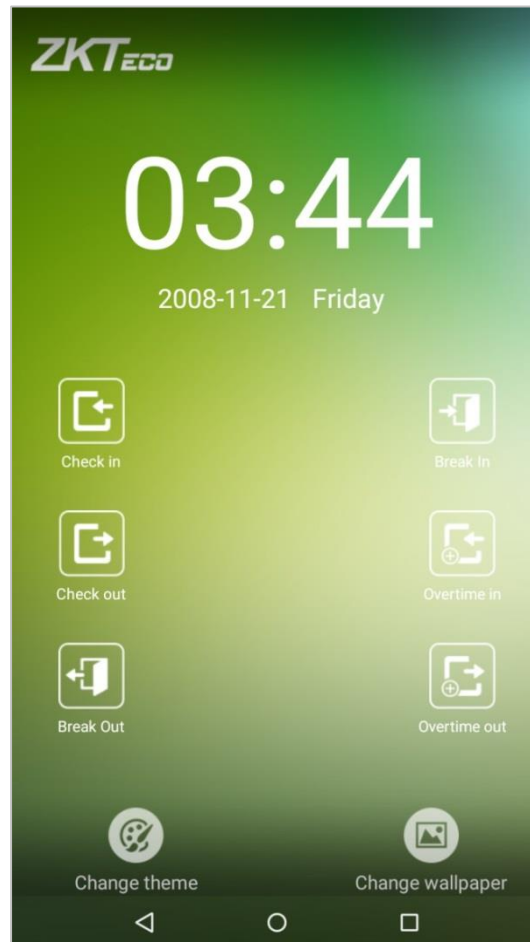 ZKTECO
03:44
2008-11-21 Friday
Check in
Break In
Check out
Overtime in
Break Out
Overtime out
Change theme
Change wallpaper